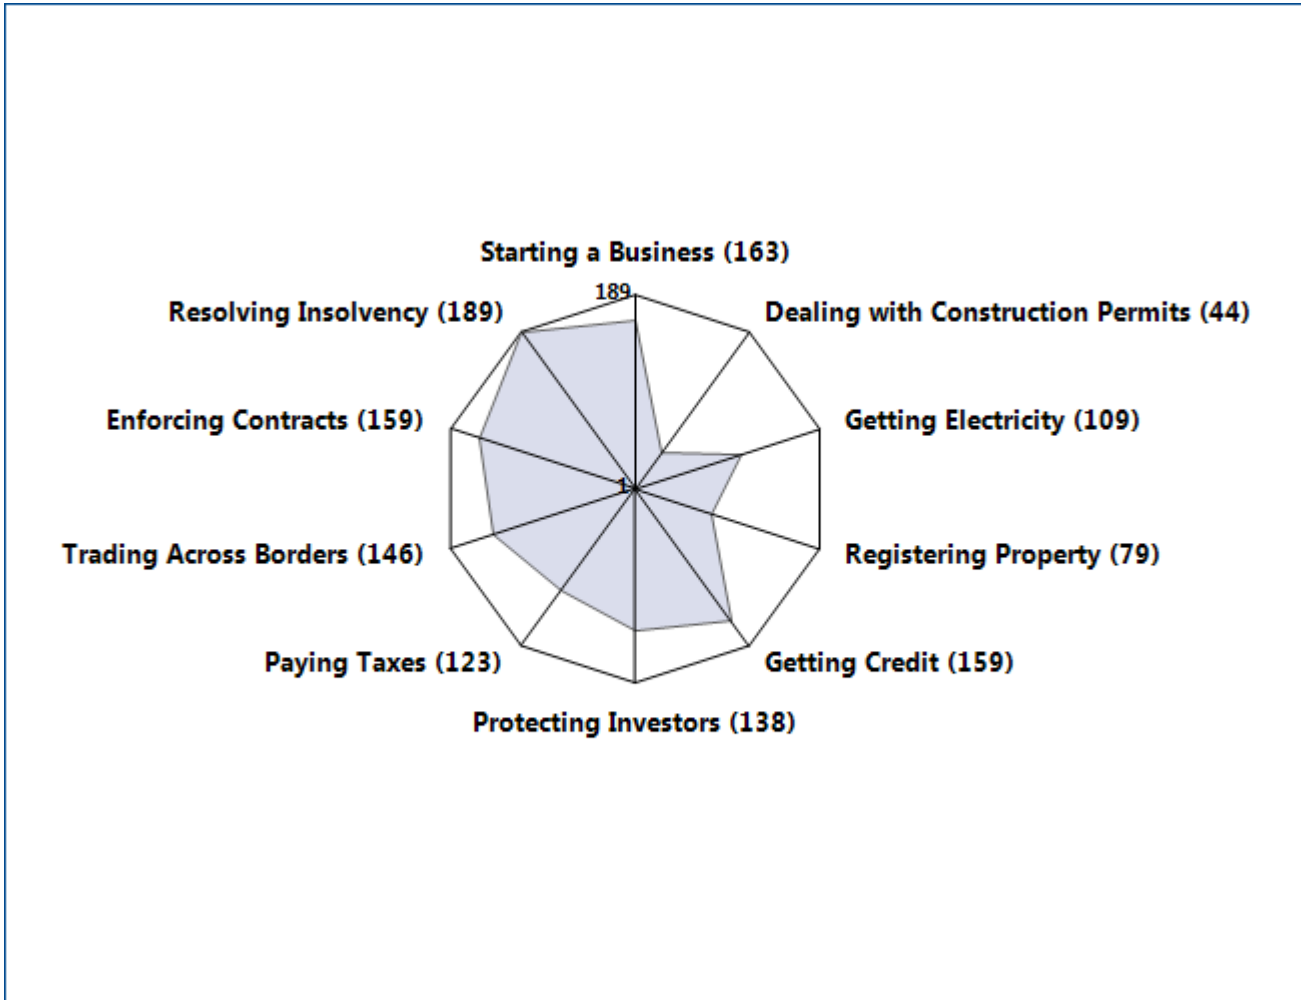 Starting a Business (163)
189
Resolving Insolvency (189)
Dealing with Construction Permits (44)
Enforcing Contracts (159)
Getting Electricity (109)
1
Trading Across Borders (146)
Registering Property (79)
Paying Taxes (123)
Getting Credit (159)
Protecting Investors (138)